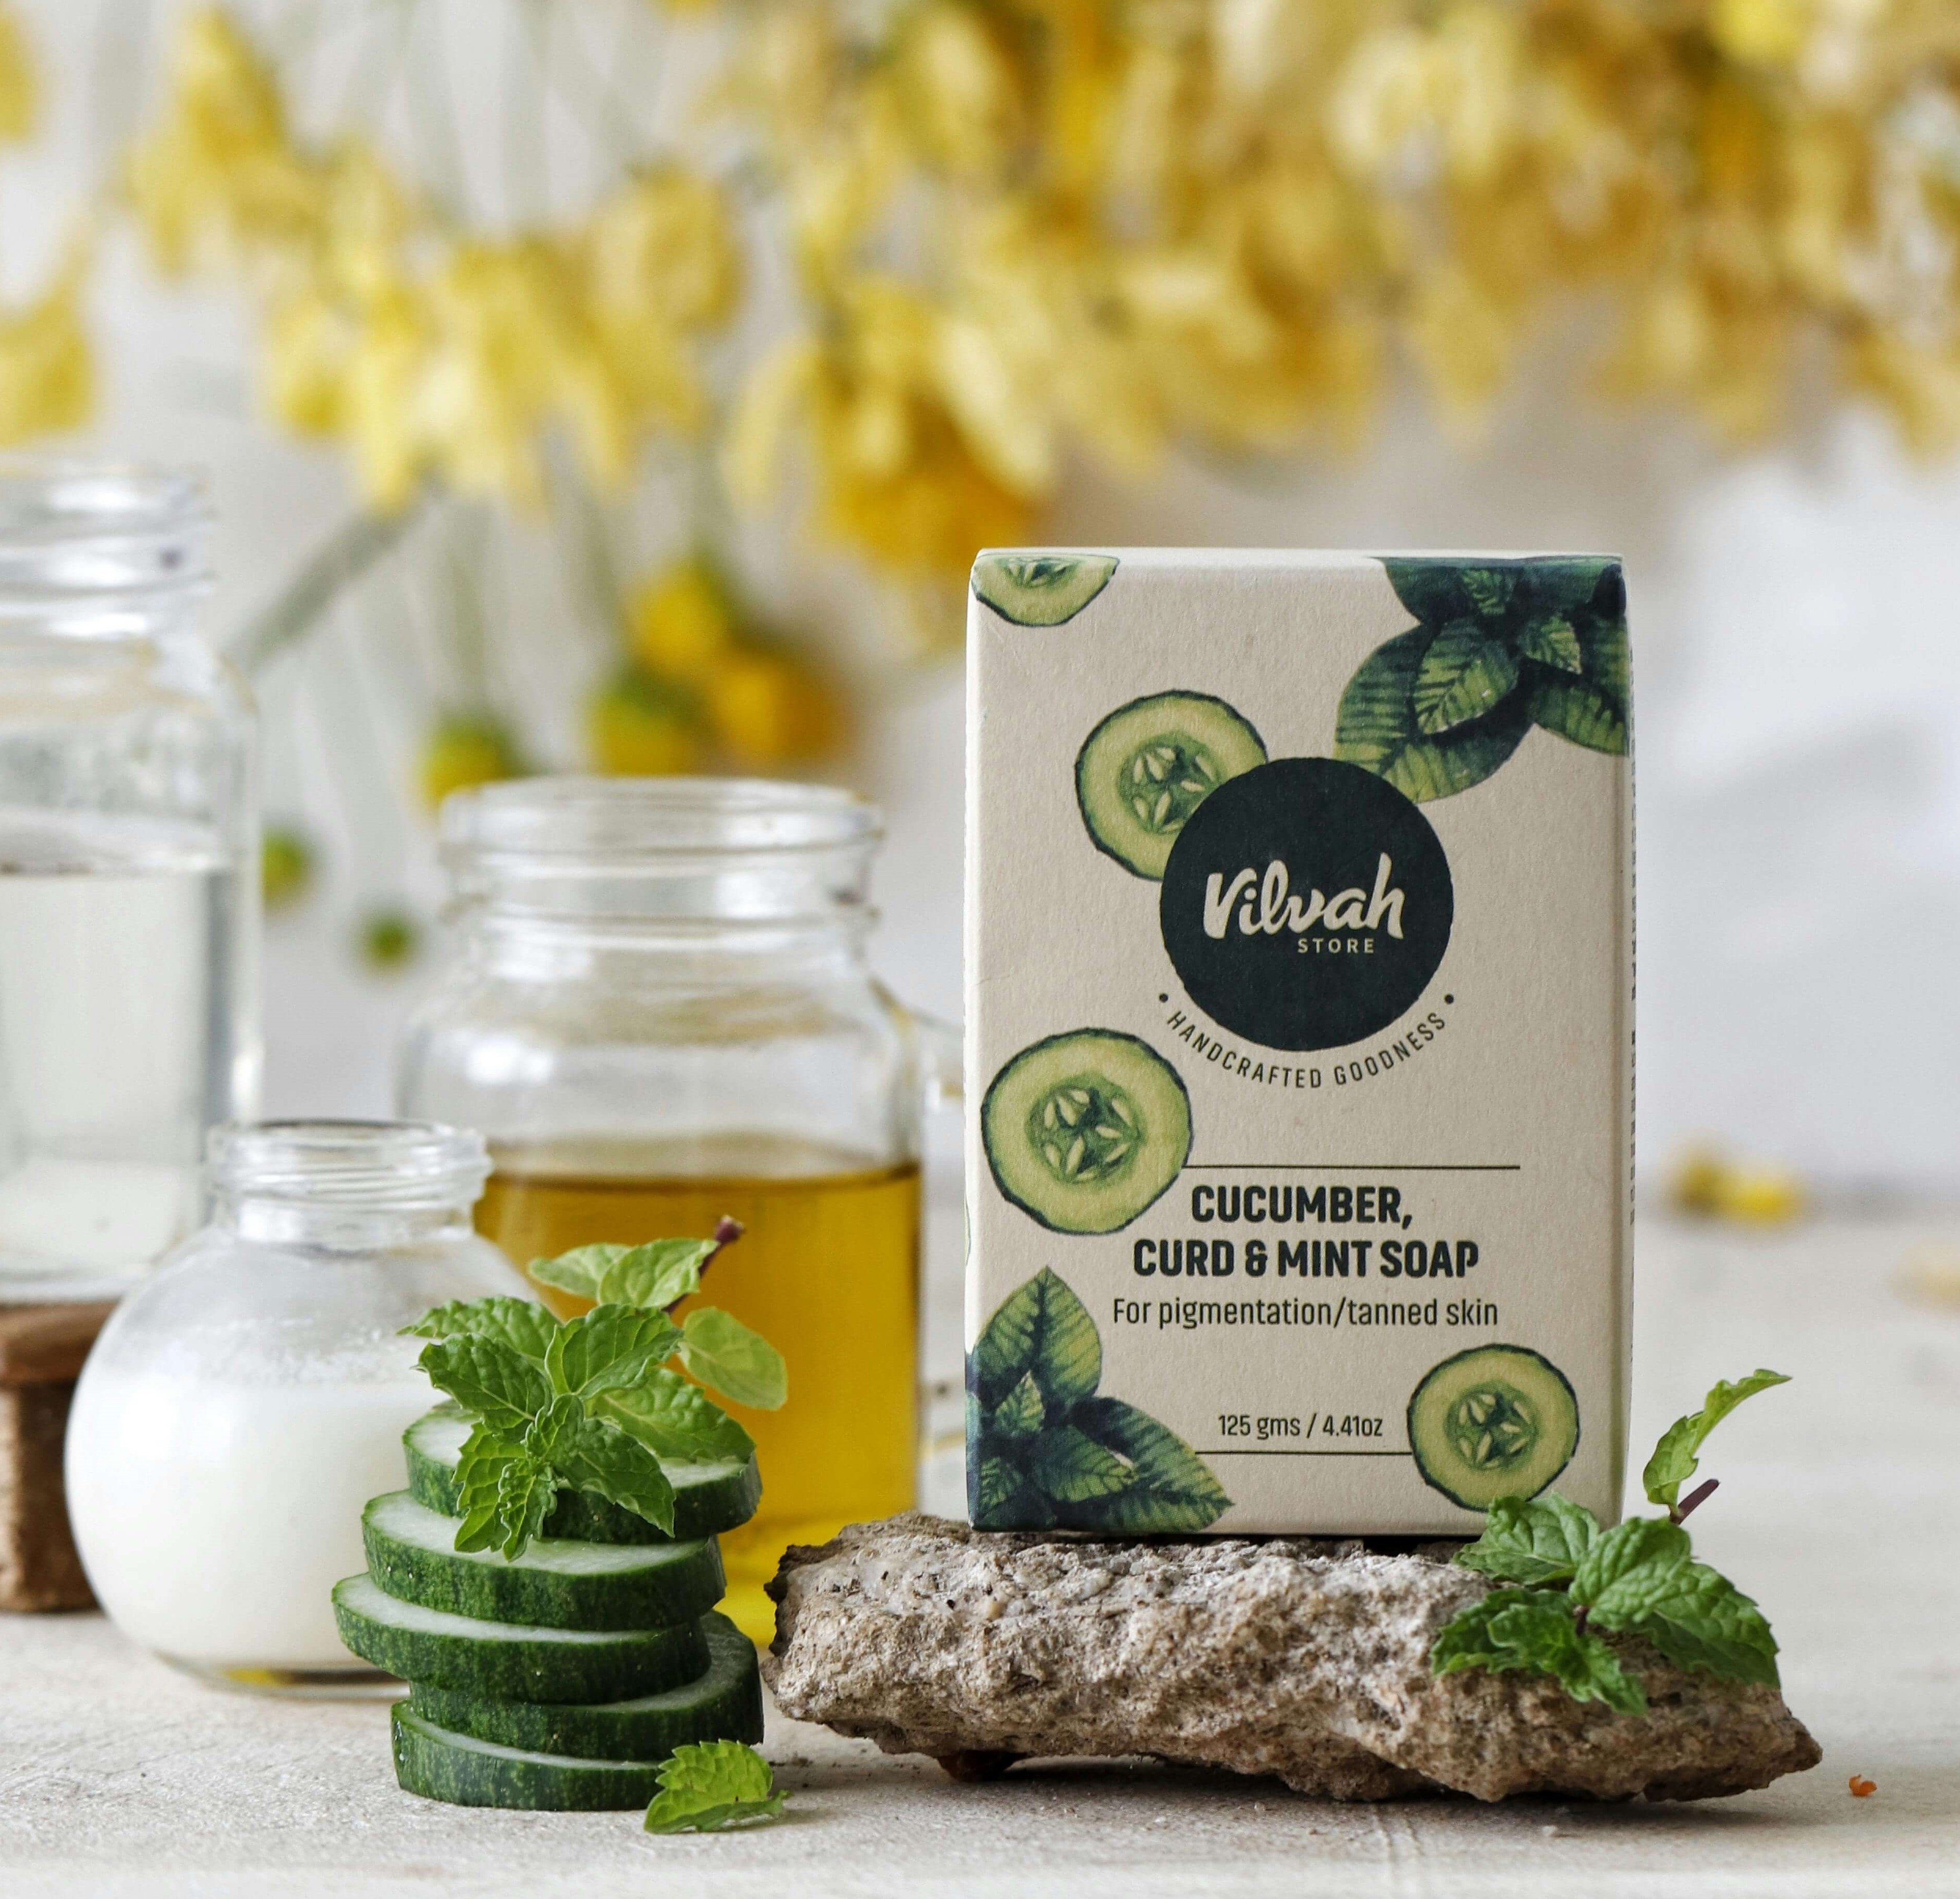 Vilvah
STORE
• HANDCRAFTED GOODNESS •
CUCUMBER,
CURD & MINT SOAP
For pigmentation/tanned skin
125 gms / 4.41oz